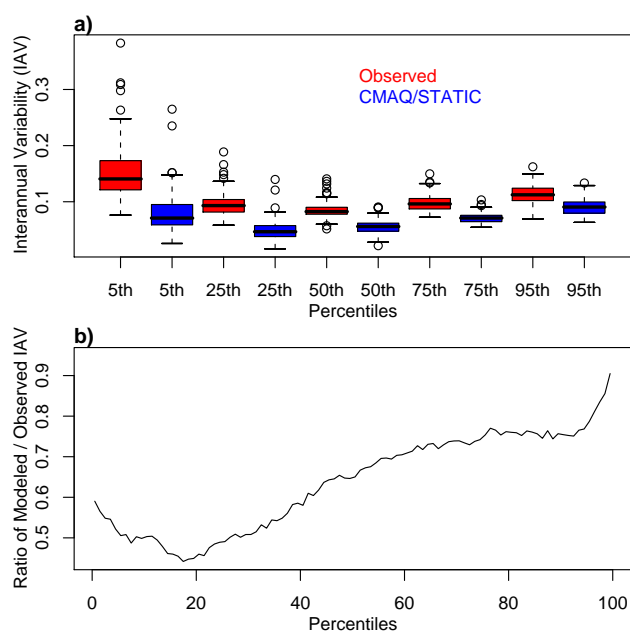 a)
Interannual Variability (IAV)
0.3
0.2
0.1
Observed
CMAQ/STATIC
5th 5th 25th 25th 50th 50th 75th 75th 95th 95th
Percentiles
b)
Ratio of Modeled / Observed IAV
0.9
0.8
0.7
0.6
0.5
0 20 40 60 80 100
Percentiles